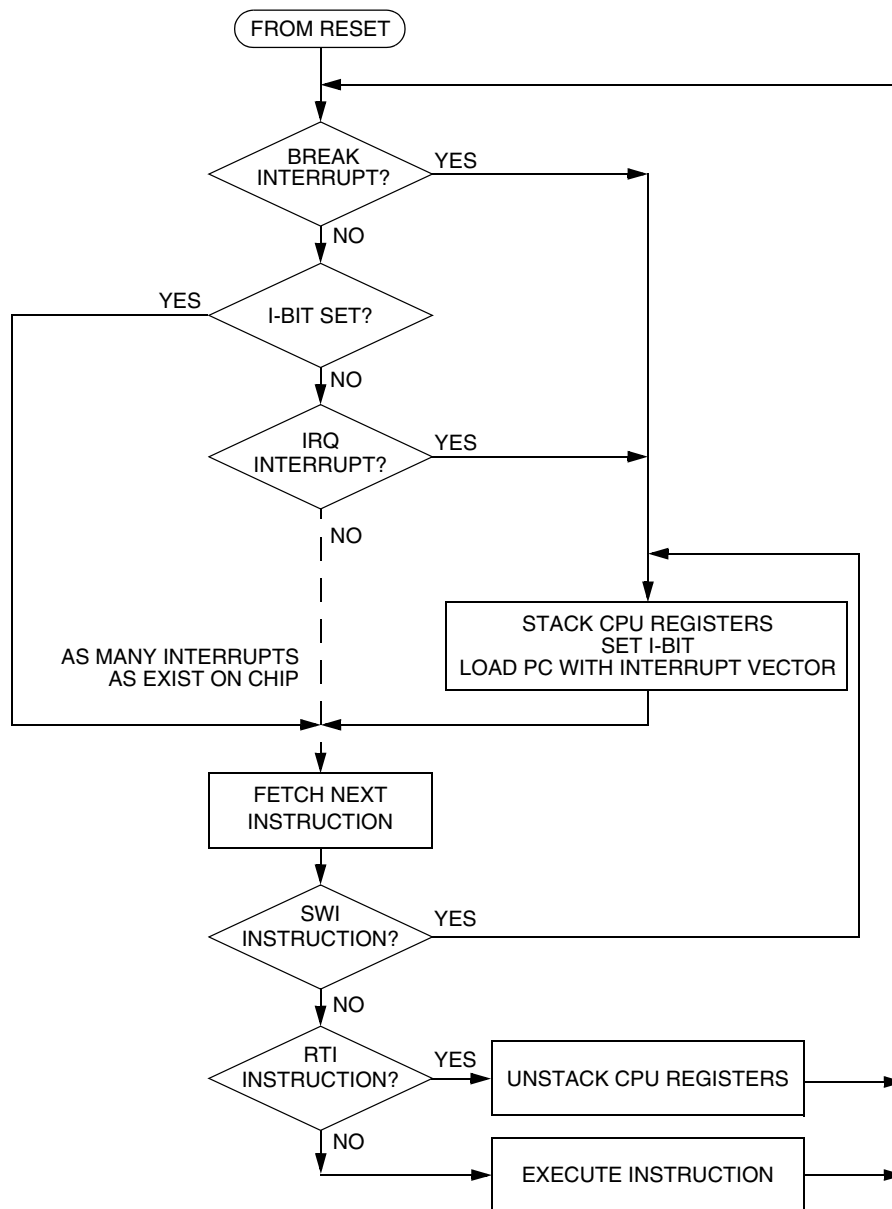 FROM RESET
BREAK
INTERRUPT?
YES
NO
YES
I-BIT SET?
NO
IRQ
INTERRUPT?
YES
NO
STACK CPU REGISTERS
SET I-BIT
LOAD PC WITH INTERRUPT VECTOR
AS MANY INTERRUPTS
AS EXIST ON CHIP
FETCH NEXT
INSTRUCTION
SWI
INSTRUCTION?
YES
NO
RTI
INSTRUCTION?
YES
UNSTACK CPU REGISTERS
NO
EXECUTE INSTRUCTION